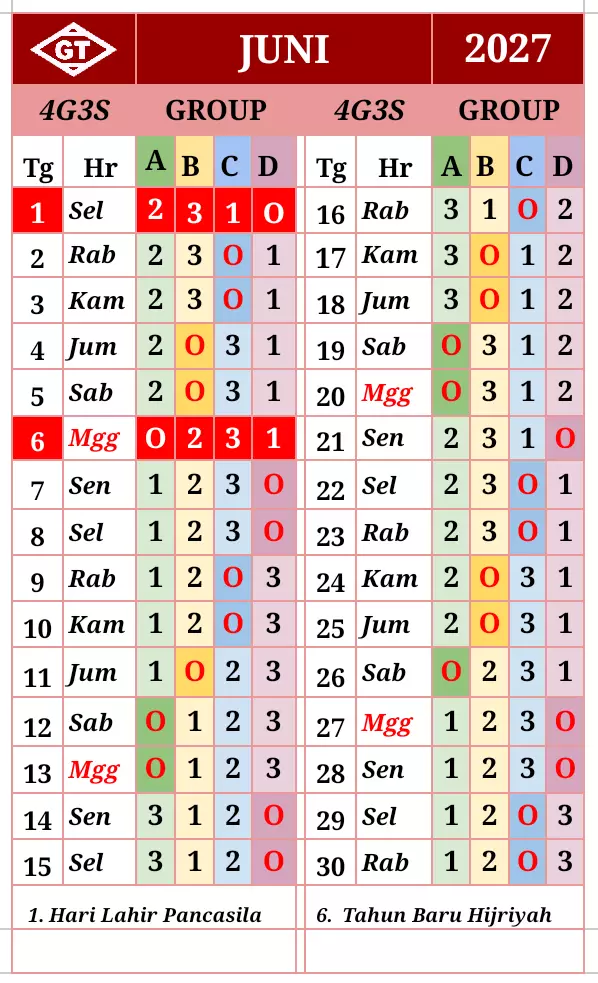 GT JUNI 2027
4G3S GROUP 4G3S GROUP
Tg Hr A B C D Tg Hr A B C D
1 Sel 2 3 1 O 16 Rab 3 1 O 2
2 Rab 2 3 O 1 17 Kam 3 O 1 2
3 Kam 2 3 O 1 18 Jum 3 O 1 2
4 Jum 2 O 3 1 19 Sab O 3 1 2
5 Sab 2 O 3 1 20 Mgg O 3 1 2
6 Mgg O 2 3 1 21 Sen 2 3 1 O
7 Sen 1 2 3 O 22 Sel 2 3 O 1
8 Sel 1 2 3 O 23 Rab 2 3 O 1
9 Rab 1 2 O 3 24 Kam 2 O 3 1
10 Kam 1 2 O 3 25 Jum 2 O 3 1
11 Jum 1 O 2 3 26 Sab O 2 3 1
12 Sab O 1 2 3 27 Mgg 1 2 3 O
13 Mgg O 1 2 3 28 Sen 1 2 3 O
14 Sen 3 1 2 O 29 Sel 1 2 O 3
15 Sel 3 1 2 O 30 Rab 1 2 O 3
1. Hari Lahir Pancasila 6. Tahun Baru Hijriyah